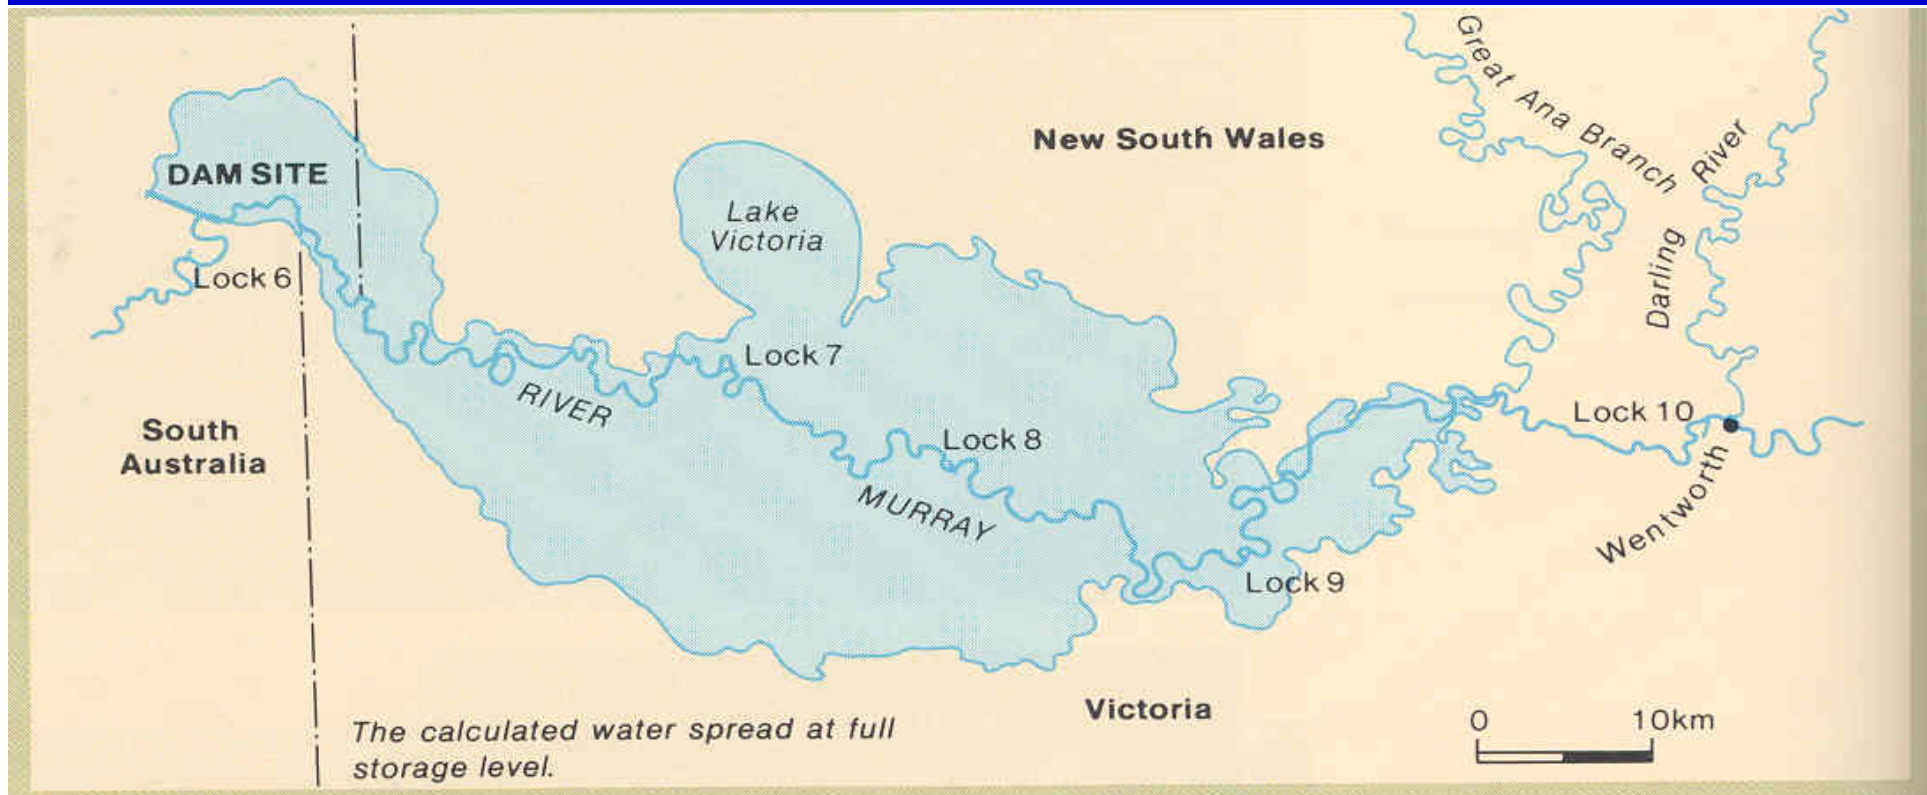 Great Ana Branch
Darling River
New South Wales
DAM SITE
Lake
Victoria
Lock 6
Lock 7
RIVER MURRAY
Lock 8
Lock 10
South
Australia
Wentworth
Lock 9
Victoria
The calculated water spread at full
storage level.
0 10km